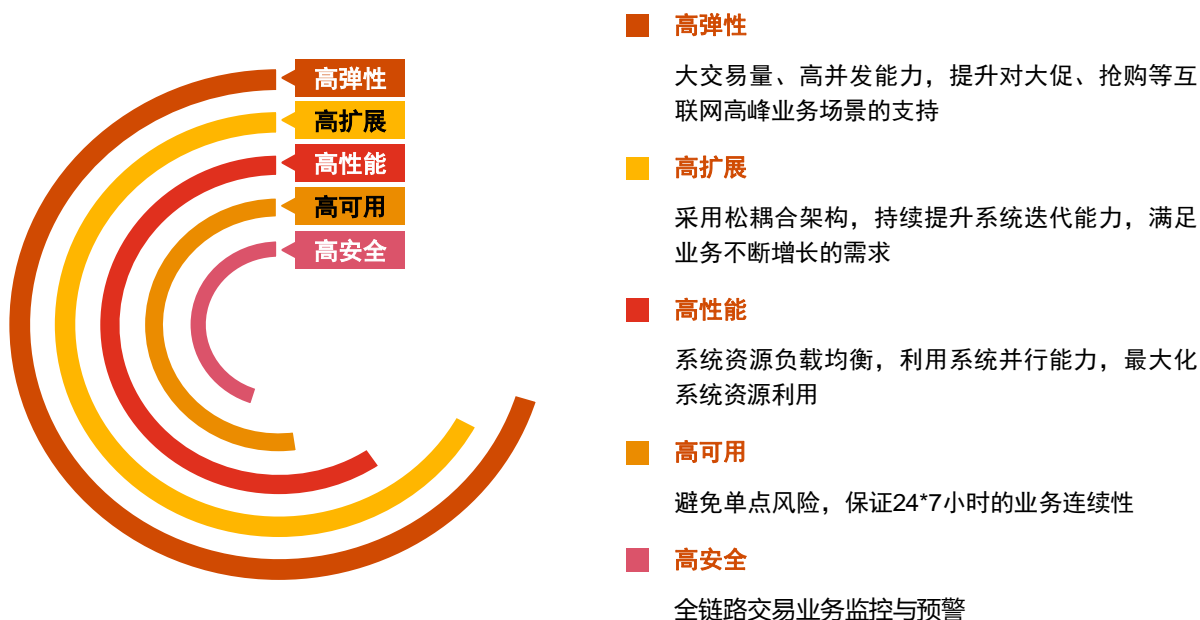 高弹性
高扩展
高性能
高可用
高安全
高弹性
大交易量、高并发能力，提升对大促、抢购等互
联网高峰业务场景的支持
高扩展
采用松耦合架构，持续提升系统迭代能力，满足
业务不断增长的需求
高性能
系统资源负载均衡，利用系统并行能力，最大化
系统资源利用
高可用
避免单点风险，保证24*7小时的业务连续性
高安全
全链路交易业务监控与预警